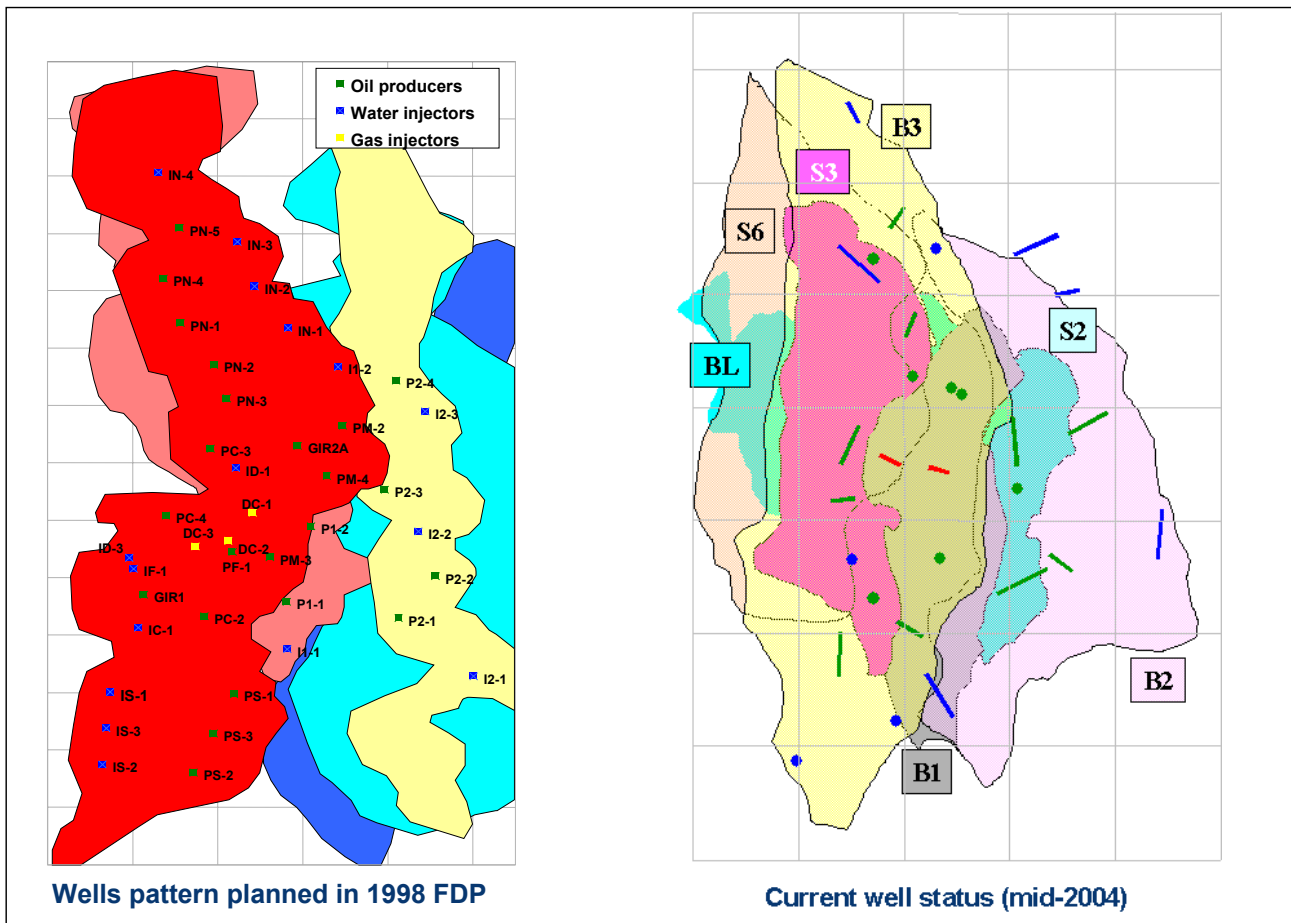 Oil producers
Water injectors
Gas injectors
IN-4
PN-5
IN-3
PN-4
IN-2
PN-1
IN-1
PN-2
I1-2
P2-4
PN-3
I2-3
PM-2
PC-3
GIR2A
ID-1
PM-4
P2-3
DC-1
PC-4
P1-2
I2-2
DC-3
ID-3
DC-2
PF-1
PM-3
IF-1
P2-2
GIR1
P1-1
PC-2
P2-1
IC-1
I1-1
I2-1
IS-1
PS-1
IS-3
PS-3
IS-2
PS-2
Wells pattern planned in 1998 FDP
B3
S3
S6
S2
BL
B2
B1
Current well status (mid-2004)